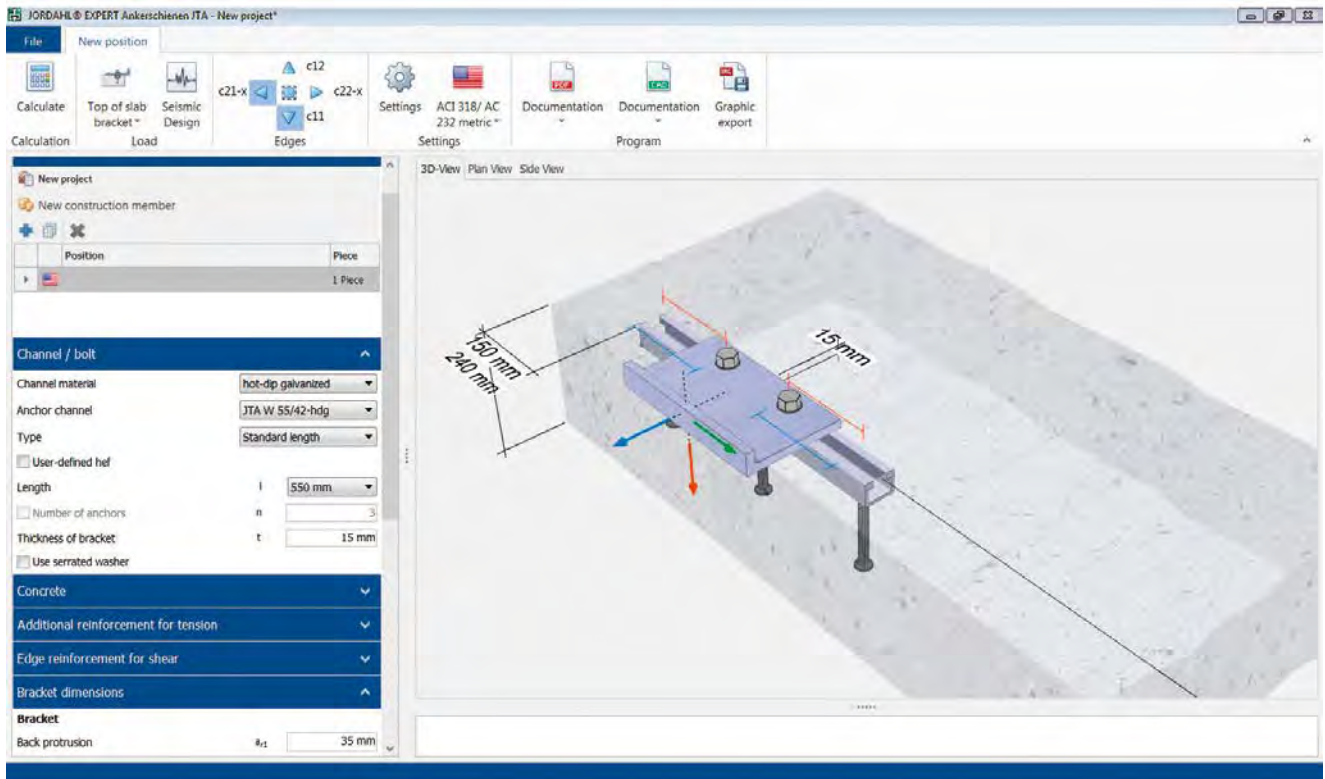 JORDAHL® EXPERT Ankerschienen JTA - New project*
File New position
c12
c21-x c22-x
c11
Calculate Top of slab bracket Seismic Design Settings ACI 318/ AC 232 metric Documentation Documentation Graphic export
Calculation Load Edges Settings Program
New project
New construction member
Position Piece
1 Piece
Channel / bolt
Channel material hot-dip galvanized
Anchor channel JTA W 55/42-hdg
Type Standard length
User-defined hef
Length l 550 mm
Number of anchors n 3
Thickness of bracket t 15 mm
Use serrated washer
Concrete
Additional reinforcement for tension
Edge reinforcement for shear
Bracket dimensions
Bracket
Back protrusion ar1 35 mm
3D-View Plan View Side View
150 mm
240 mm
15 mm
PDF
CAD